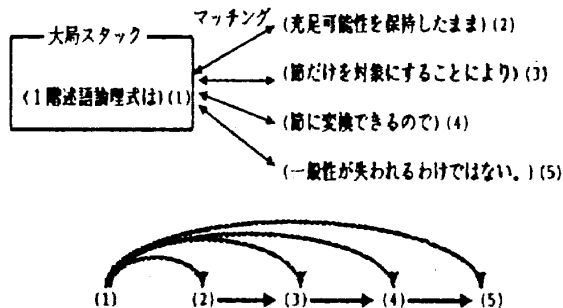 マッチング
大局スタック
(1階述語論理式は)(1)
(充足可能性を保持したまま)(2)
(節だけを対象にすることにより)(3)
(節に変換できるので)(4)
(一般性が失われるわけではない。)(5)
(1) (2) (3) (4) (5)